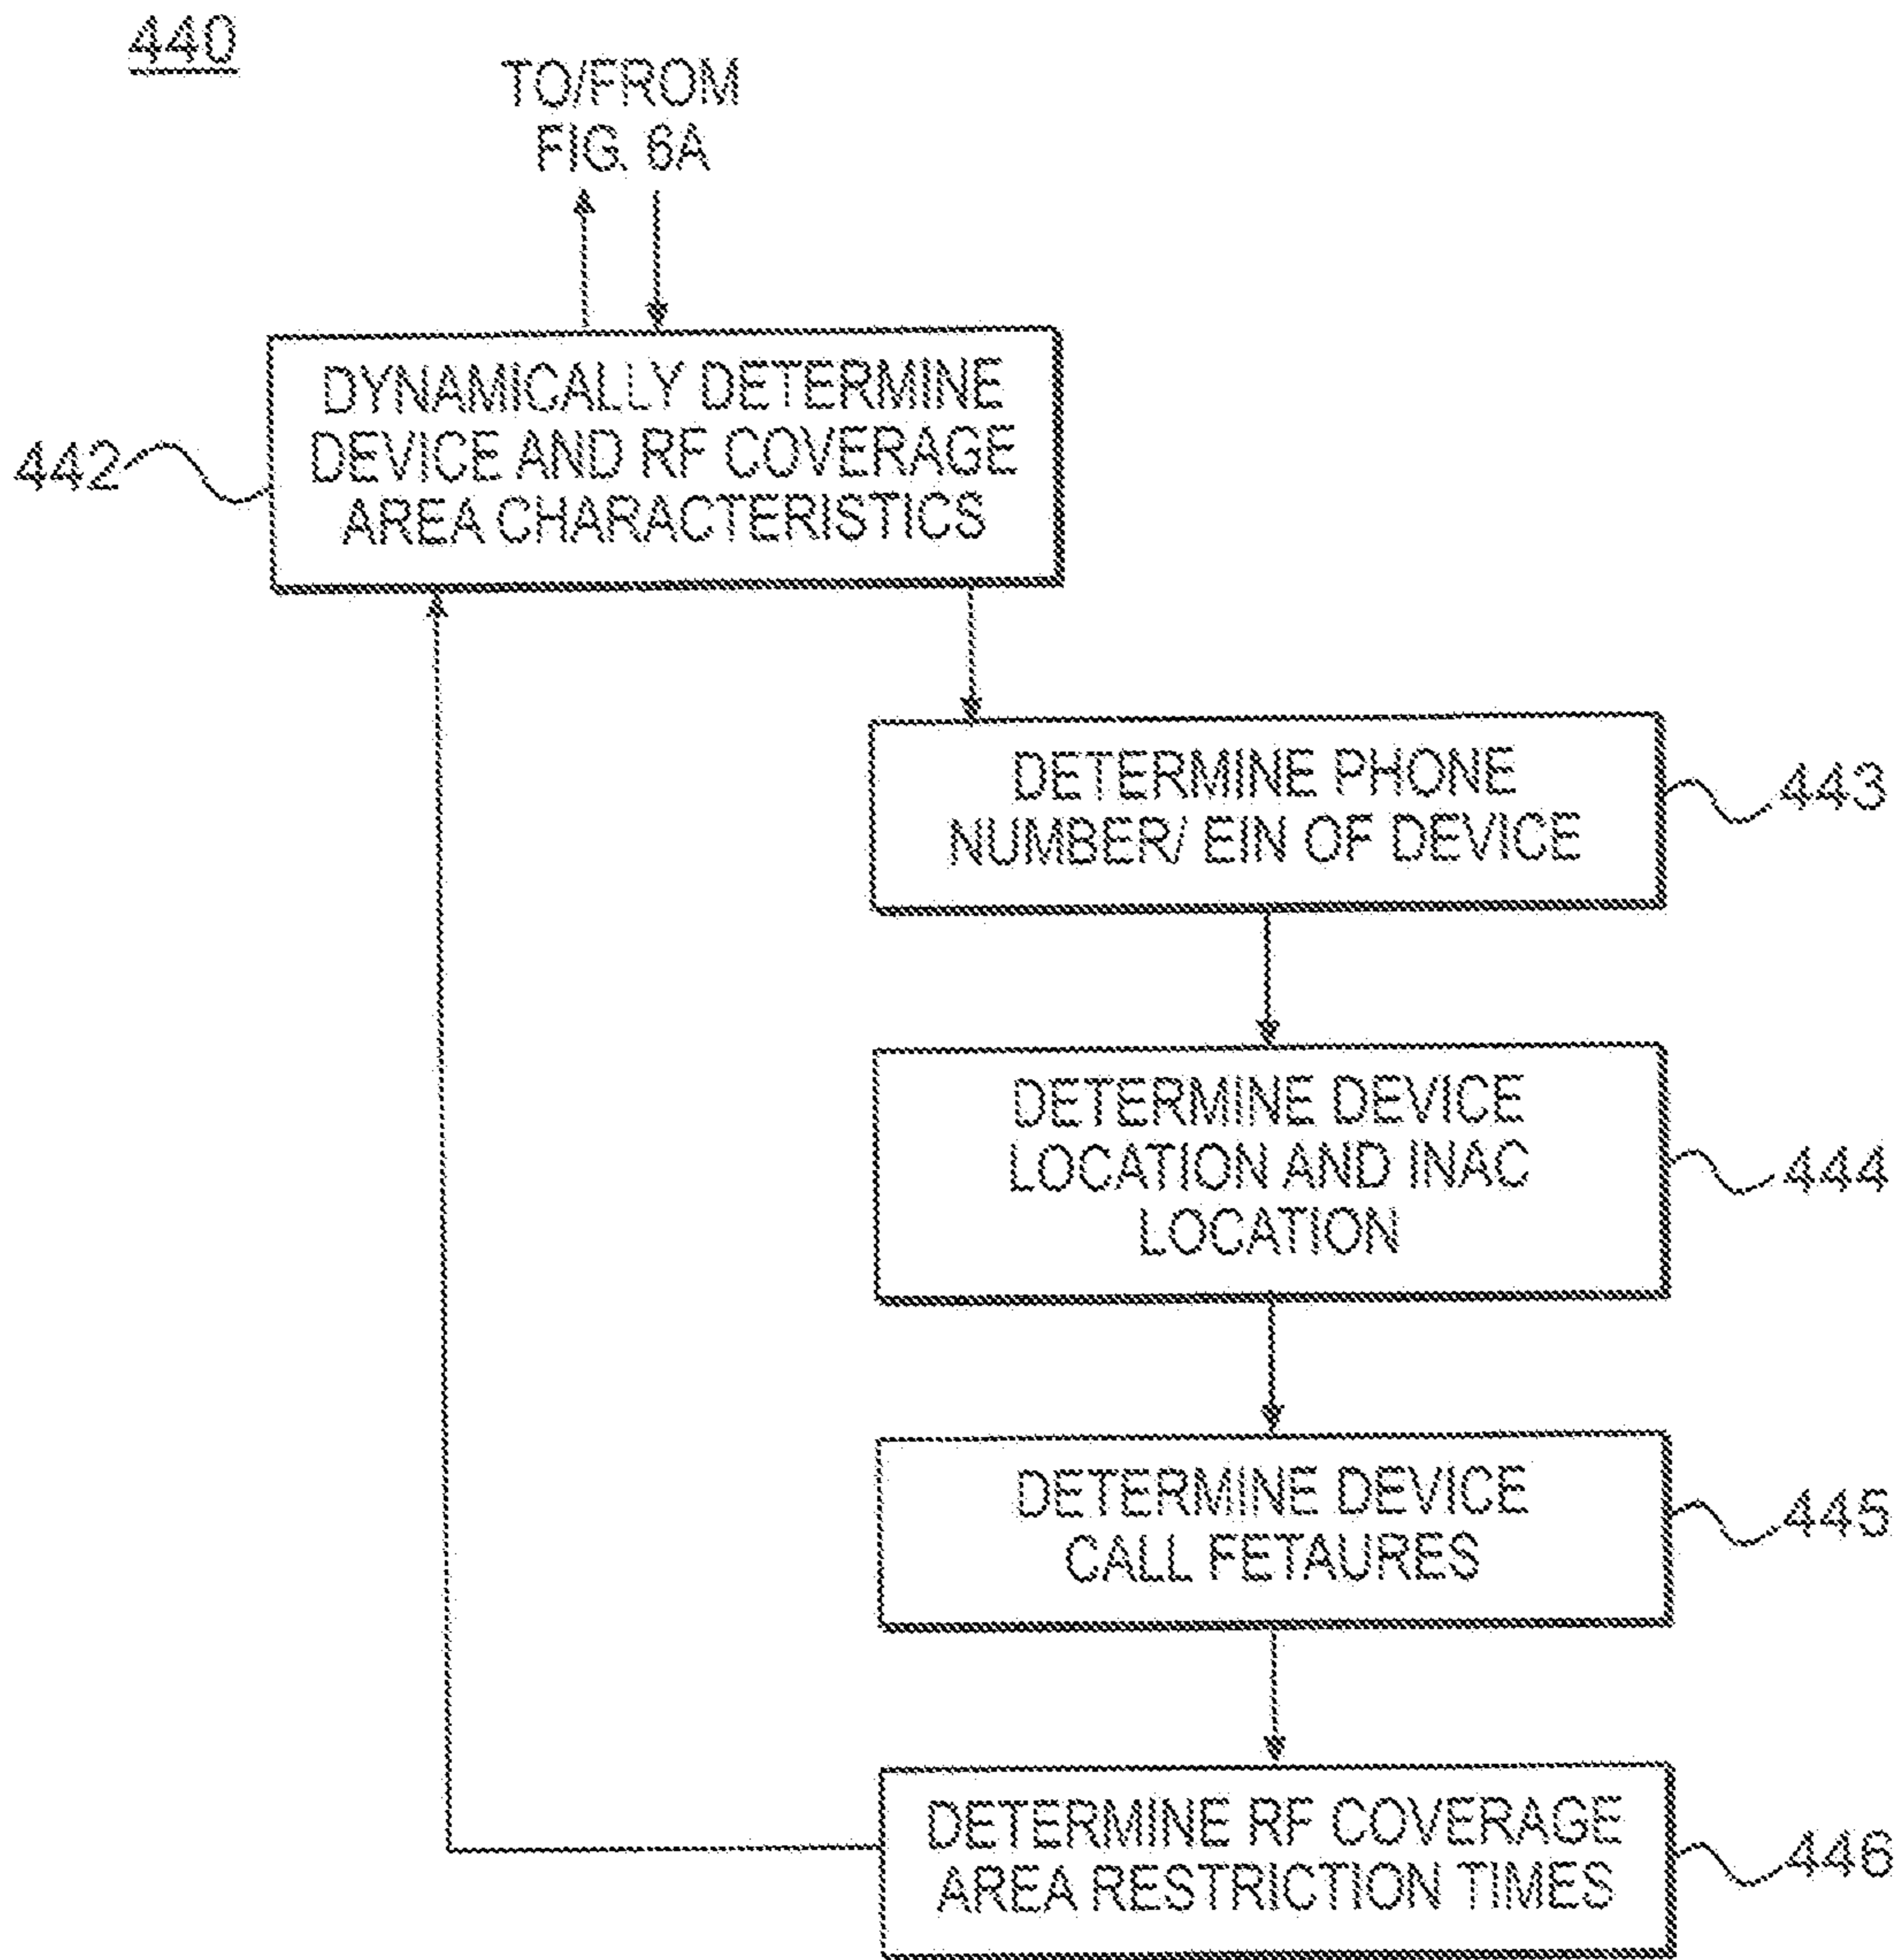 440
TO/FROM
FIG. 6A
DYNAMICALLY DETERMINE
DEVICE AND RF COVERAGE
AREA CHARACTERISTICS
442
DETERMINE PHONE
NUMBER/ EIN OF DEVICE
443
DETERMINE DEVICE
LOCATION AND INAC
LOCATION
444
DETERMINE DEVICE
CALL FETAURES
445
DETERMINE RF COVERAGE
AREA RESTRICTION TIMES
446